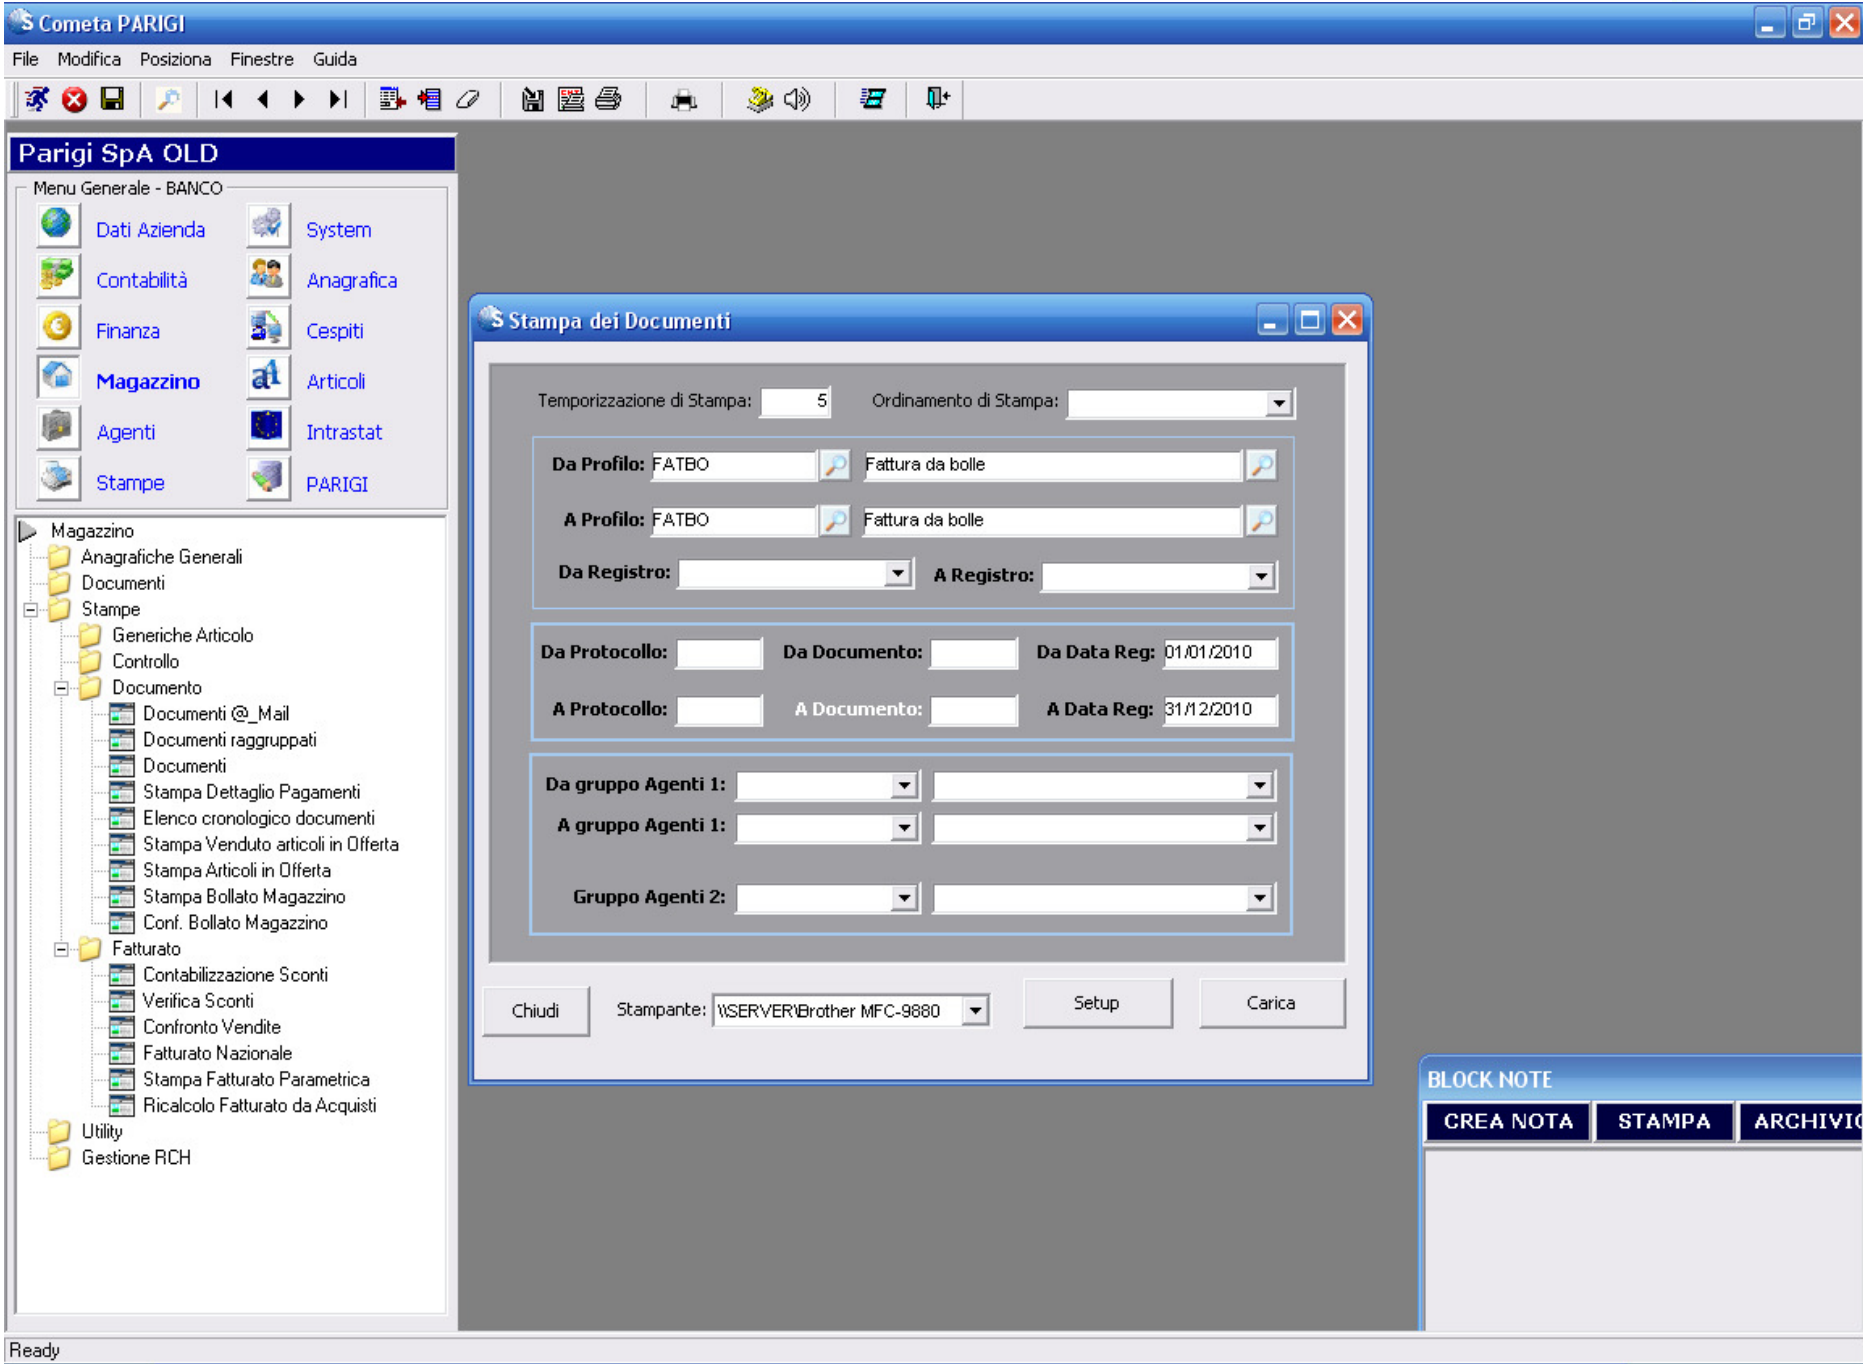 Cometa PARIGI
File Modifica Posiziona Finestre Guida
Parigi SpA OLD
Menu Generale - BANCO
Dati Azienda System
Contabilità Anagrafica
Finanza Cespiti
Magazzino Articoli
Agenti Intrastat
Stampe PARIGI
Magazzino
Anagrafiche Generali
Documenti
Stampe
Generiche Articolo
Controllo
Documento
Documenti @_Mail
Documenti raggruppati
Documenti
Stampa Dettaglio Pagamenti
Elenco cronologico documenti
Stampa Venduto articoli in Offerta
Stampa Articoli in Offerta
Stampa Bollato Magazzino
Conf. Bollato Magazzino
Fatturato
Contabilizzazione Sconti
Verifica Sconti
Confronto Vendite
Fatturato Nazionale
Stampa Fatturato Parametrica
Ricalcolo Fatturato da Acquisti
Utility
Gestione RCH
Stampa dei Documenti
Temporizzazione di Stampa: 5 Ordinamento di Stampa:
Da Profilo: FATBO Fattura da bolle
A Profilo: FATBO Fattura da bolle
Da Registro: A Registro:
Da Protocollo: Da Documento: Da Data Reg: 01/01/2010
A Protocollo: A Documento: A Data Reg: 31/12/2010
Da gruppo Agenti 1:
A gruppo Agenti 1:
Gruppo Agenti 2:
Chiudi Stampante: \\SERVER\Brother MFC-9880 Setup Carica
BLOCK NOTE
CREA NOTA STAMPA ARCHIVIO
Ready